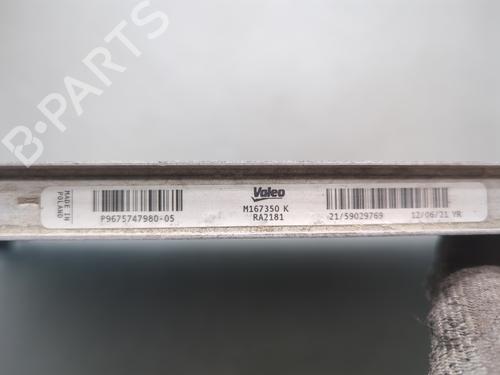 B-PARTS
MADE IN
POLAND
P9675747980-05
Valeo
M167350 K
RA2181
21/59029769
12/06/21 YR